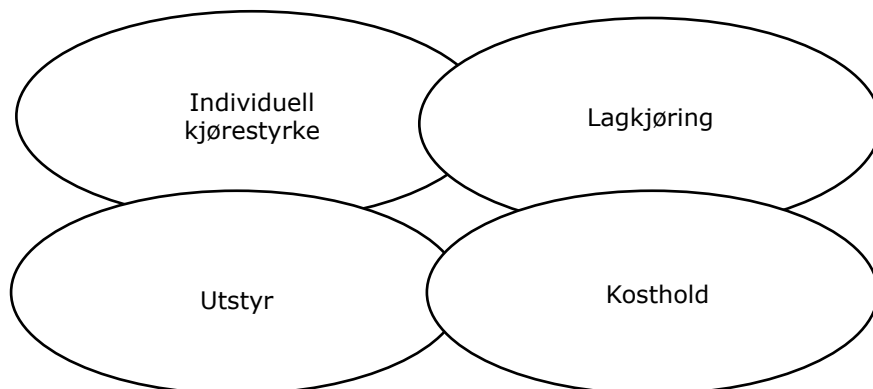 Individuell
kjørestyrke
Lagkjøring
Utstyr
Kosthold